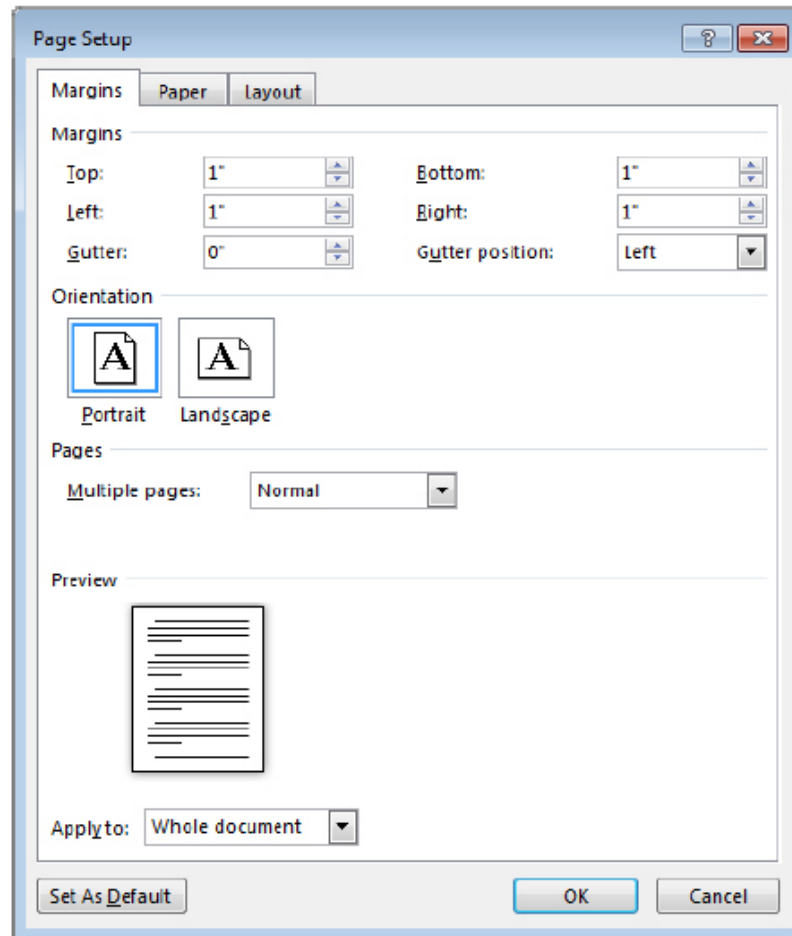 Page Setup ?
Margins Paper Layout
Margins
Top: 1" Bottom: 1"
Left: 1" Right: 1"
Gutter: 0" Gutter position: Left
Orientation
A A
Portrait Landscape
Pages
Multiple pages: Normal
Preview
Apply to: Whole document
Set As Default OK Cancel